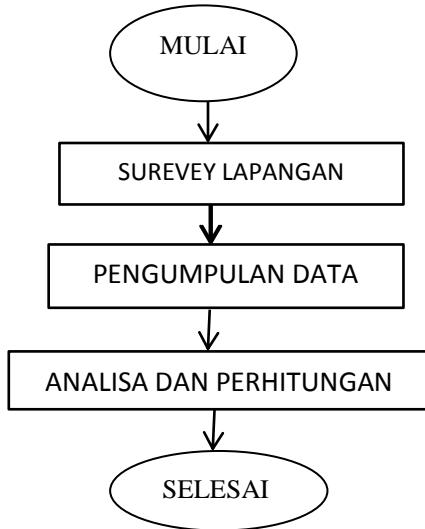 MULAI
SUREVEY LAPANGAN
PENGUMPULAN DATA
ANALISA DAN PERHITUNGAN
SELESAI